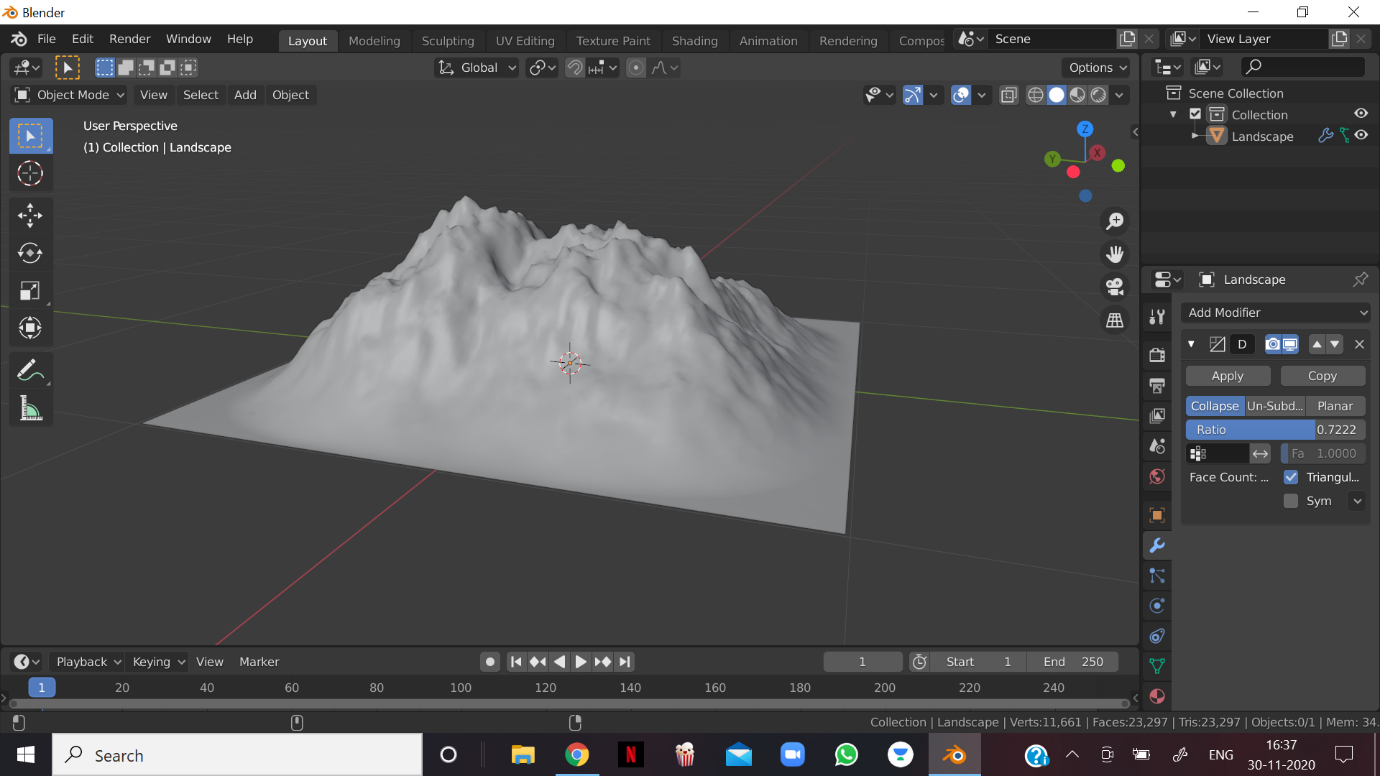 Blender
File Edit Render Window Help Layout Modeling Sculpting UV Editing Texture Paint Shading Animation Rendering Compos Scene View Layer
Global Options
Object Mode View Select Add Object
User Perspective
(1) Collection | Landscape
Z
Y X
Scene Collection
Collection
Landscape
Landscape
Add Modifier
D
Apply Copy
Collapse Un-Subd... Planar
Ratio 0.7222
Fa 1.0000
Face Count: ... Triangul...
Sym
Playback Keying View Marker 1 Start 1 End 250
1 20 40 60 80 100 120 140 160 180 200 220 240
Collection | Landscape | Verts:11,661 | Faces:23,297 | Tris:23,297 | Objects:0/1 | Mem: 34.
Search N ENG 16:37
30-11-2020